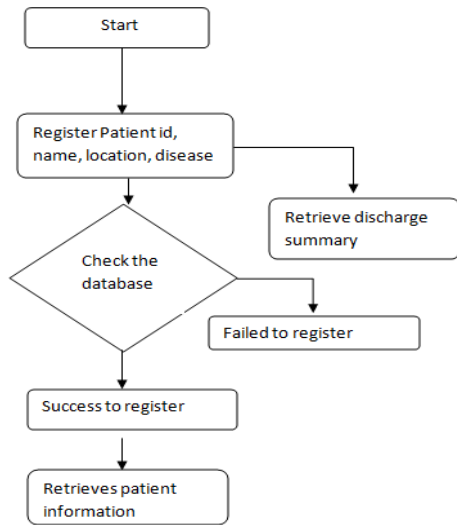 Start
Register Patient id,
name, location, disease
Retrieve discharge
summary
Check the
database
Failed to register
Success to register
Retrieves patient
information